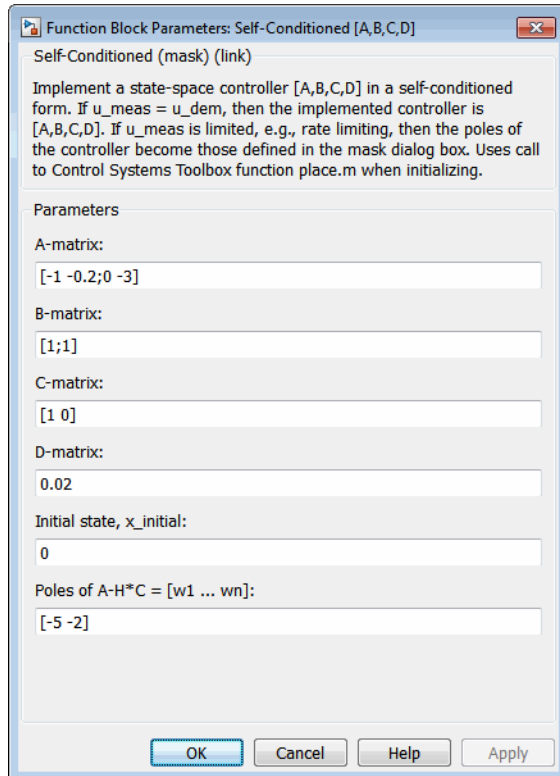 Function Block Parameters: Self-Conditioned [A,B,C,D]
Self-Conditioned (mask) (link)
Implement a state-space controller [A,B,C,D] in a self-conditioned
form. If u_meas = u_dem, then the implemented controller is
[A,B,C,D]. If u_meas is limited, e.g., rate limiting, then the poles of
the controller become those defined in the mask dialog box. Uses call
to Control Systems Toolbox function place.m when initializing.
Parameters
A-matrix:
[-1 -0.2;0 -3]
B-matrix:
[1;1]
C-matrix:
[1 0]
D-matrix:
0.02
Initial state, x_initial:
0
Poles of A-H*C = [w1 ... wn]:
[-5 -2]
OK Cancel Help Apply